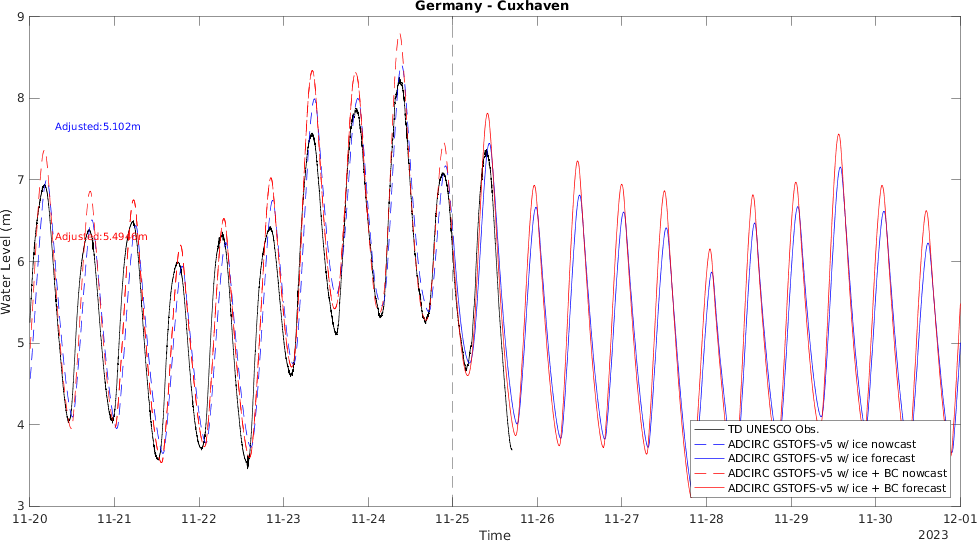 Germany - Cuxhaven
9
8
7
6
5
4
3
Water Level (m)
Adjusted:5.102m
TD UNESCO Obs.
ADCIRC GSTOFS-v5 w/ ice nowcast
ADCIRC GSTOFS-v5 w/ ice forecast
ADCIRC GSTOFS-v5 w/ ice + BC nowcast
ADCIRC GSTOFS-v5 w/ ice + BC forecast
11-20
11-21
11-22
11-23
11-24
11-25
11-26
11-27
11-28
11-29
11-30
12-01
Time
2023